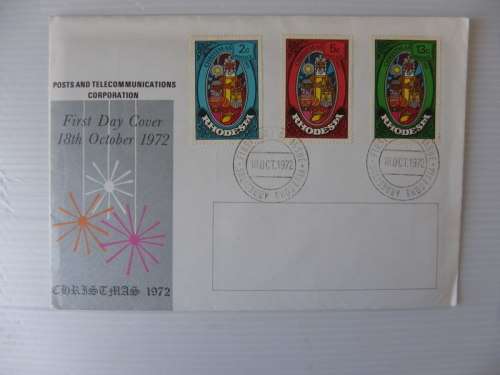 POSTS AND TELECOMMUNICATIONS
CORPORATION
First Day Cover
18th October 1972
CHRISTMAS 1972
CHRISTMAS
2c
RHODESIA
5c
RHODESIA
13c
RHODESIA
18 OCT. 1972
18 OCT. 1972